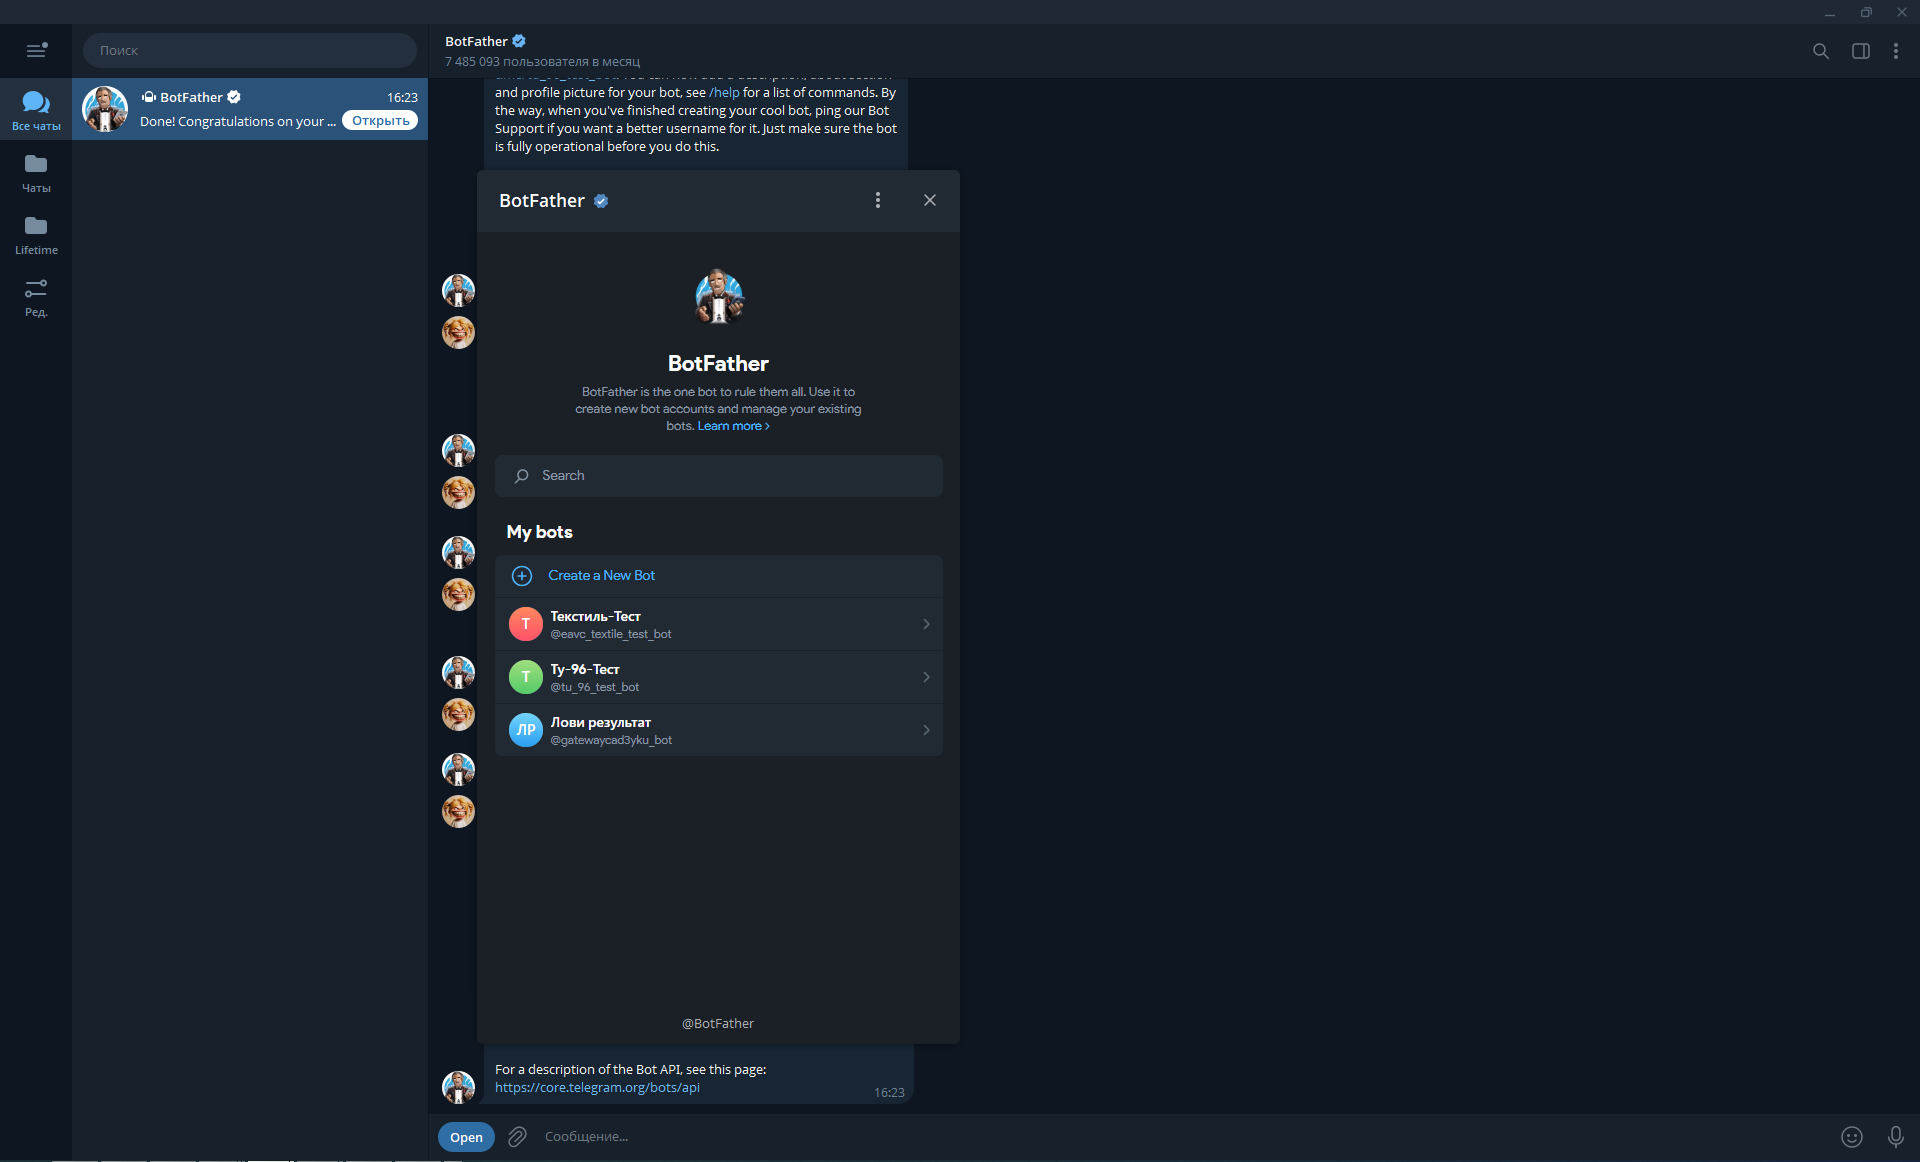 Поиск
Все чаты
Чаты
Lifetime
Ред.
BotFather
16:23
Done! Congratulations on your ...
Открыть
BotFather
7 485 093 пользователя в месяц
and profile picture for your bot, see /help for a list of commands. By
the way, when you've finished creating your cool bot, ping our Bot
Support if you want a better username for it. Just make sure the bot
is fully operational before you do this.
BotFather
BotFather
BotFather is the one bot to rule them all. Use it to
create new bot accounts and manage your existing
bots. Learn more >
Search
My bots
Create a New Bot
T
Текстиль-Тест
@eavc_textile_test_bot
T
Ту-96-Тест
@tu_96_test_bot
ЛР
Лови результат
@gatewaycad3yku_bot
@BotFather
For a description of the Bot API, see this page:
https://core.telegram.org/bots/api
16:23
Open
Сообщение...